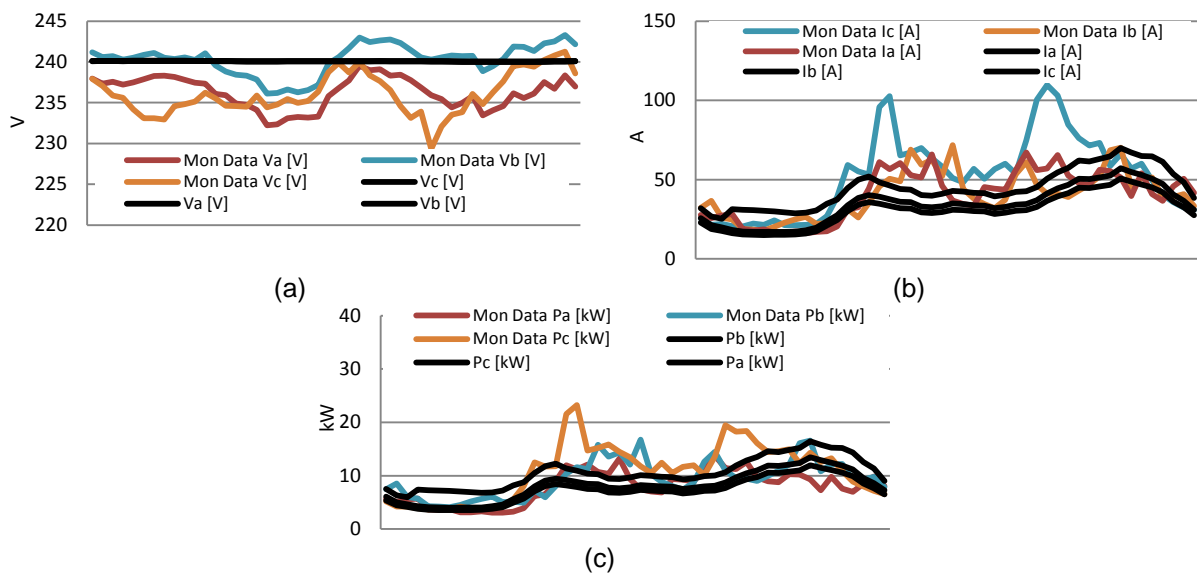 245
240
235
230
225
220
V
Mon Data Va [V] Mon Data Vb [V]
Mon Data Vc [V] Vc [V]
Va [V] Vb [V]
(a)
150
100
50
0
A
Mon Data Ic [A] Mon Data Ib [A]
Mon Data Ia [A] Ia [A]
Ib [A] Ic [A]
(b)
40
30
20
10
0
kW
Mon Data Pa [kW] Mon Data Pb [kW]
Mon Data Pc [kW] Pb [kW]
Pc [kW] Pa [kW]
(c)